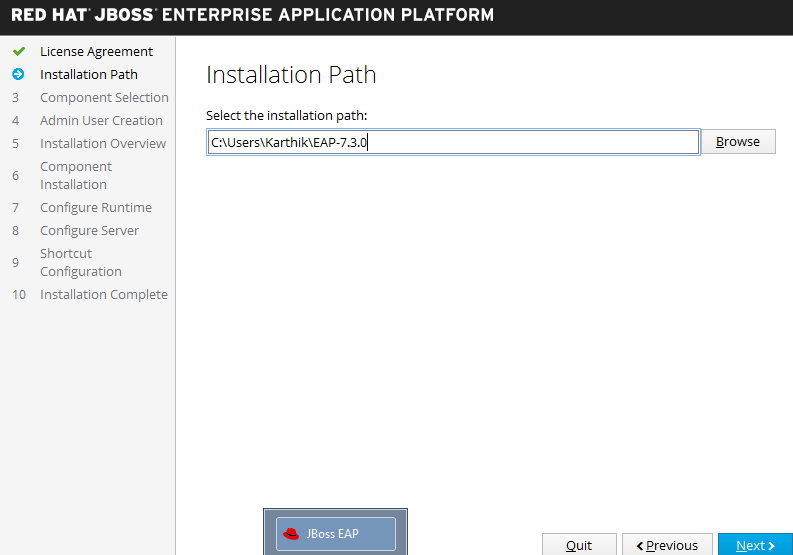 RED HAT® JBOSS® ENTERPRISE APPLICATION PLATFORM
License Agreement
Installation Path
3 Component Selection
4 Admin User Creation
5 Installation Overview
6 Component
Installation
7 Configure Runtime
8 Configure Server
9 Shortcut
Configuration
10 Installation Complete
Installation Path
Select the installation path:
C:\Users\Karthik\EAP-7.3.0
Browse
JBoss EAP
Quit
Previous
Next